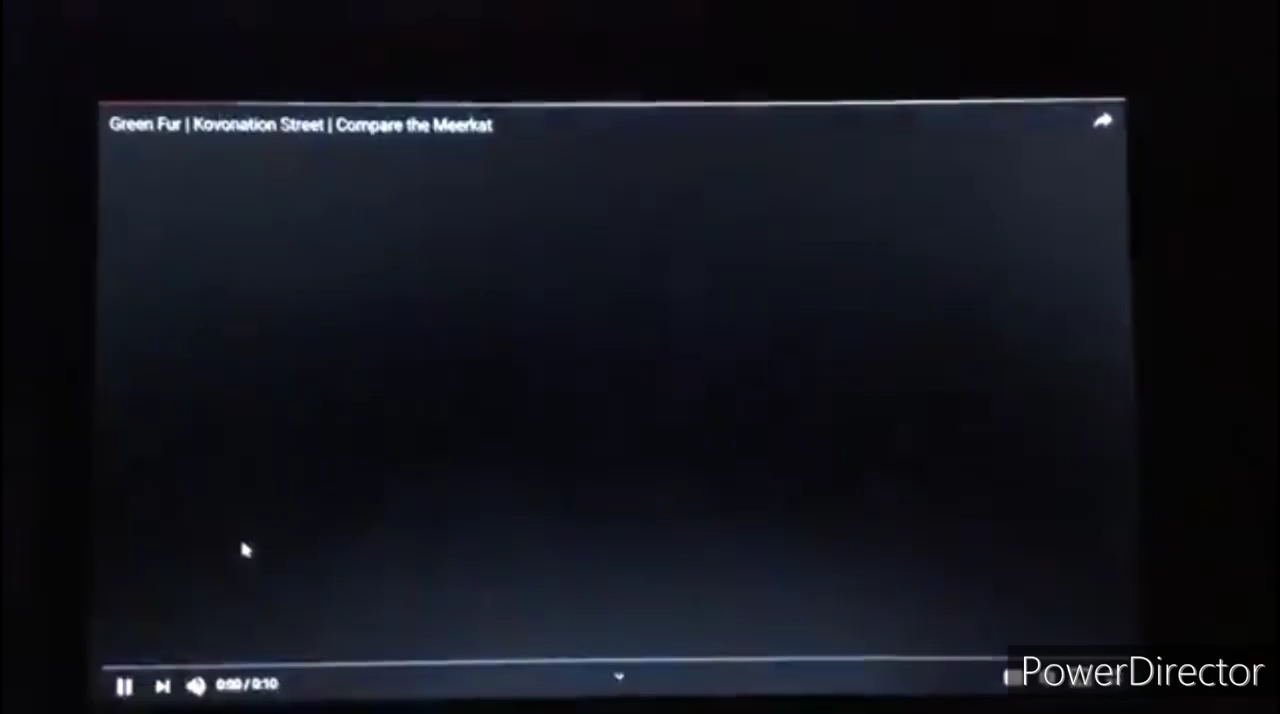 Green Fur | Kovonation Street | Compare the Meerkat
0:00 / 0:10
PowerDirector